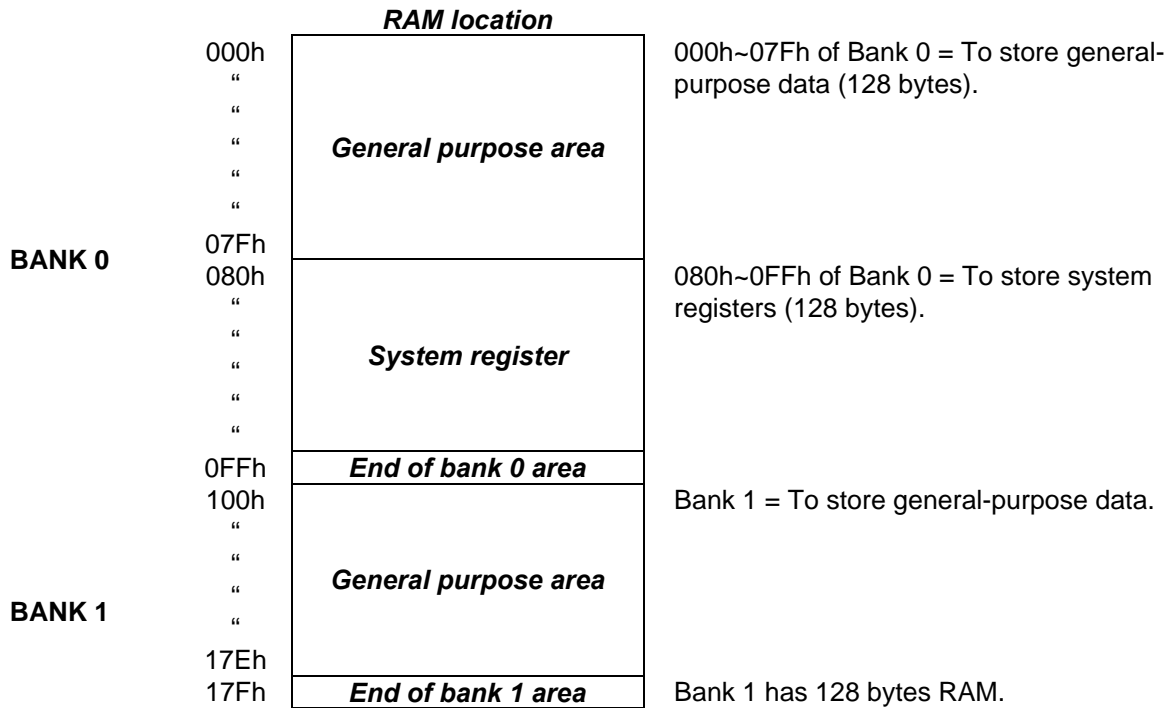 RAM location
000h
“
“
“
“
“
07Fh
General purpose area
000h~07Fh of Bank 0 = To store general-
purpose data (128 bytes).
BANK 0
080h
“
“
“
“
“
0FFh
System register
End of bank 0 area
080h~0FFh of Bank 0 = To store system
registers (128 bytes).
BANK 1
100h
“
“
“
“
17Eh
17Fh
General purpose area
End of bank 1 area
Bank 1 = To store general-purpose data.
Bank 1 has 128 bytes RAM.